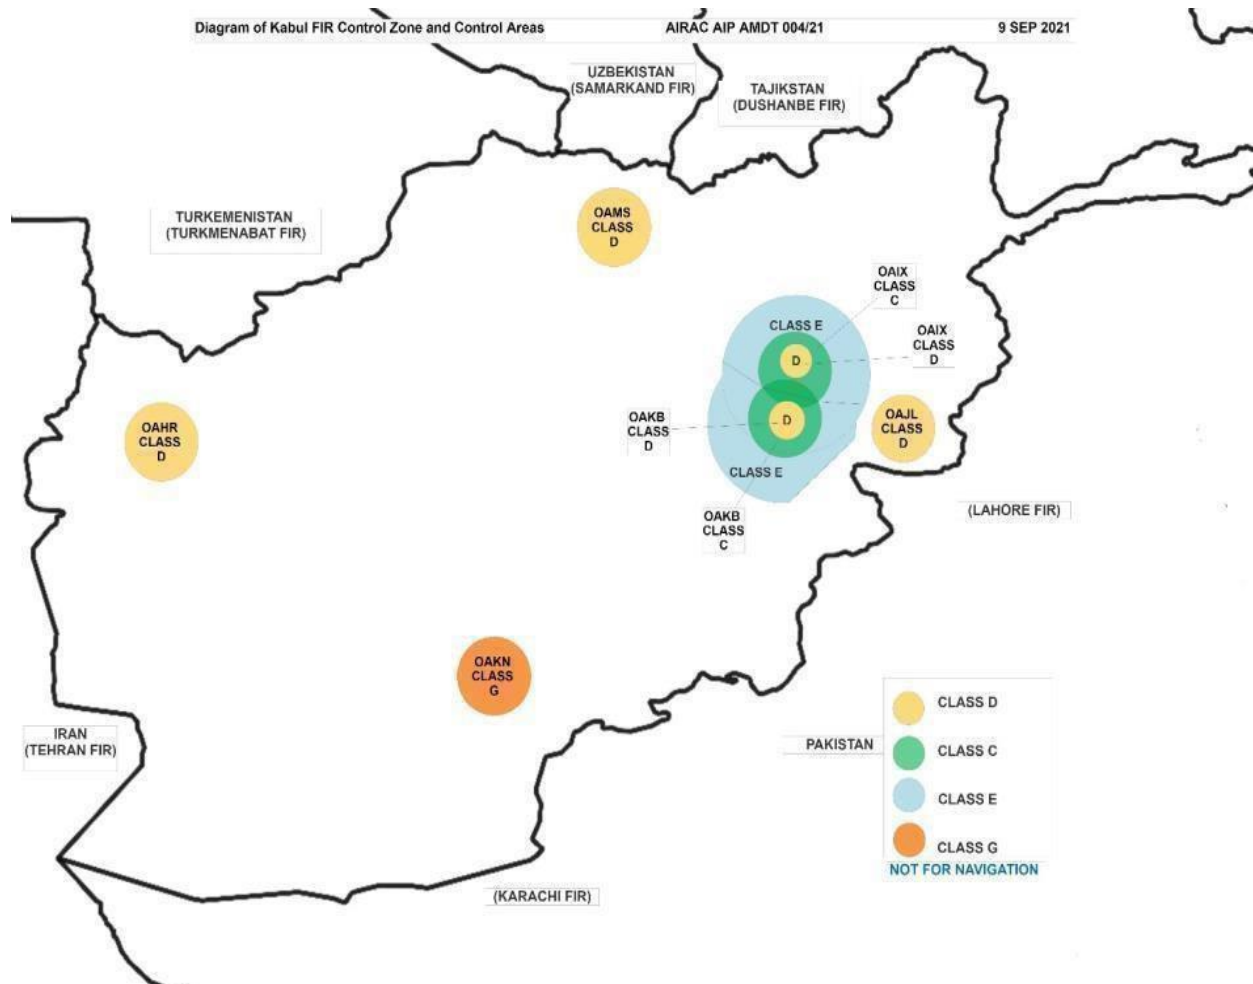 Diagram of Kabul FIR Control Zone and Control Areas
AIRAC AIP AMDT 004/21
9 SEP 2021
UZBEKISTAN
(SAMARKAND FIR)
TAJIKSTAN
(DUSHANBE FIR)
TURKEMENISTAN
(TURKMENABAT FIR)
OAMS
CLASS
D
OAIX
CLASS
C
CLASS E
OAIX
CLASS
D
D
OAHR
CLASS
D
OAKB
CLASS
D
D
OAJL
CLASS
D
CLASS E
OAKB
CLASS
C
(LAHORE FIR)
OAKN
CLASS
G
IRAN
(TEHRAN FIR)
PAKISTAN
CLASS D
CLASS C
CLASS E
CLASS G
NOT FOR NAVIGATION
(KARACHI FIR)